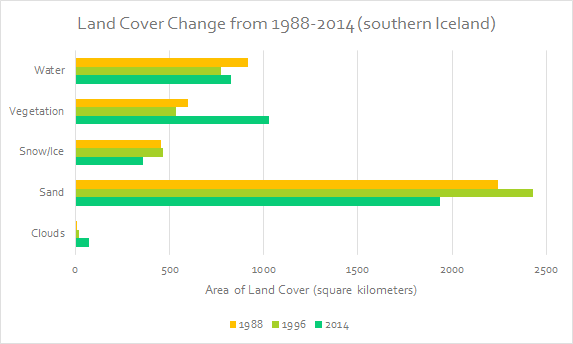 Land Cover Change from 1988-2014 (southern Iceland)
Water
Vegetation
Snow/Ice
Sand
Clouds
0 500 1000 1500 2000 2500
Area of Land Cover (square kilometers)
1988 1996 2014